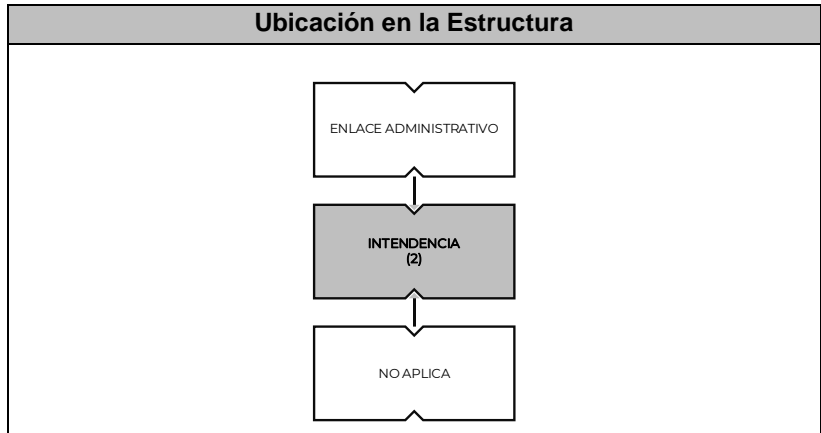 Ubicación en la Estructura
ENLACE ADMINISTRATIVO
INTENDENCIA
(2)
NO APLICA